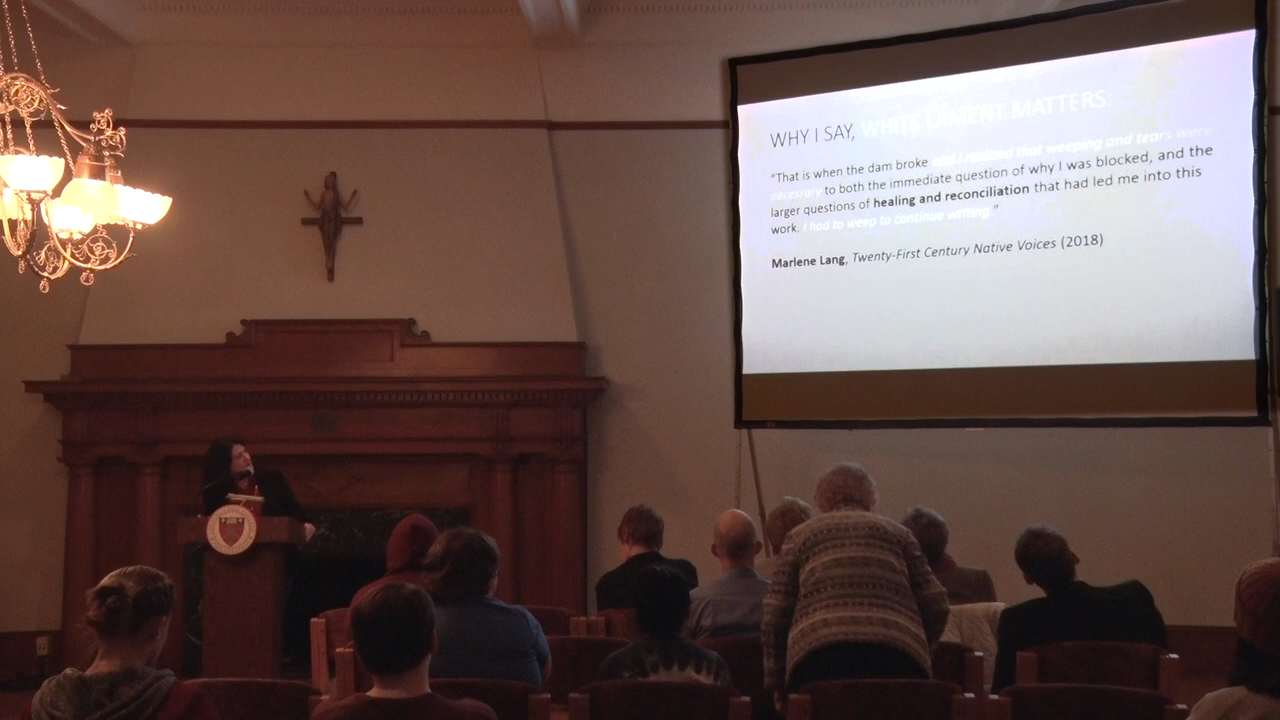 WHY I SAY, WHITE LAMENT MATTERS:
“That is when the dam broke and I realized that weeping and tears were
necessary to both the immediate question of why I was blocked, and the
larger questions of healing and reconciliation that had led me into this
work. I had to weep to continue writing.”
Marlene Lang, Twenty-First Century Native Voices (2018)